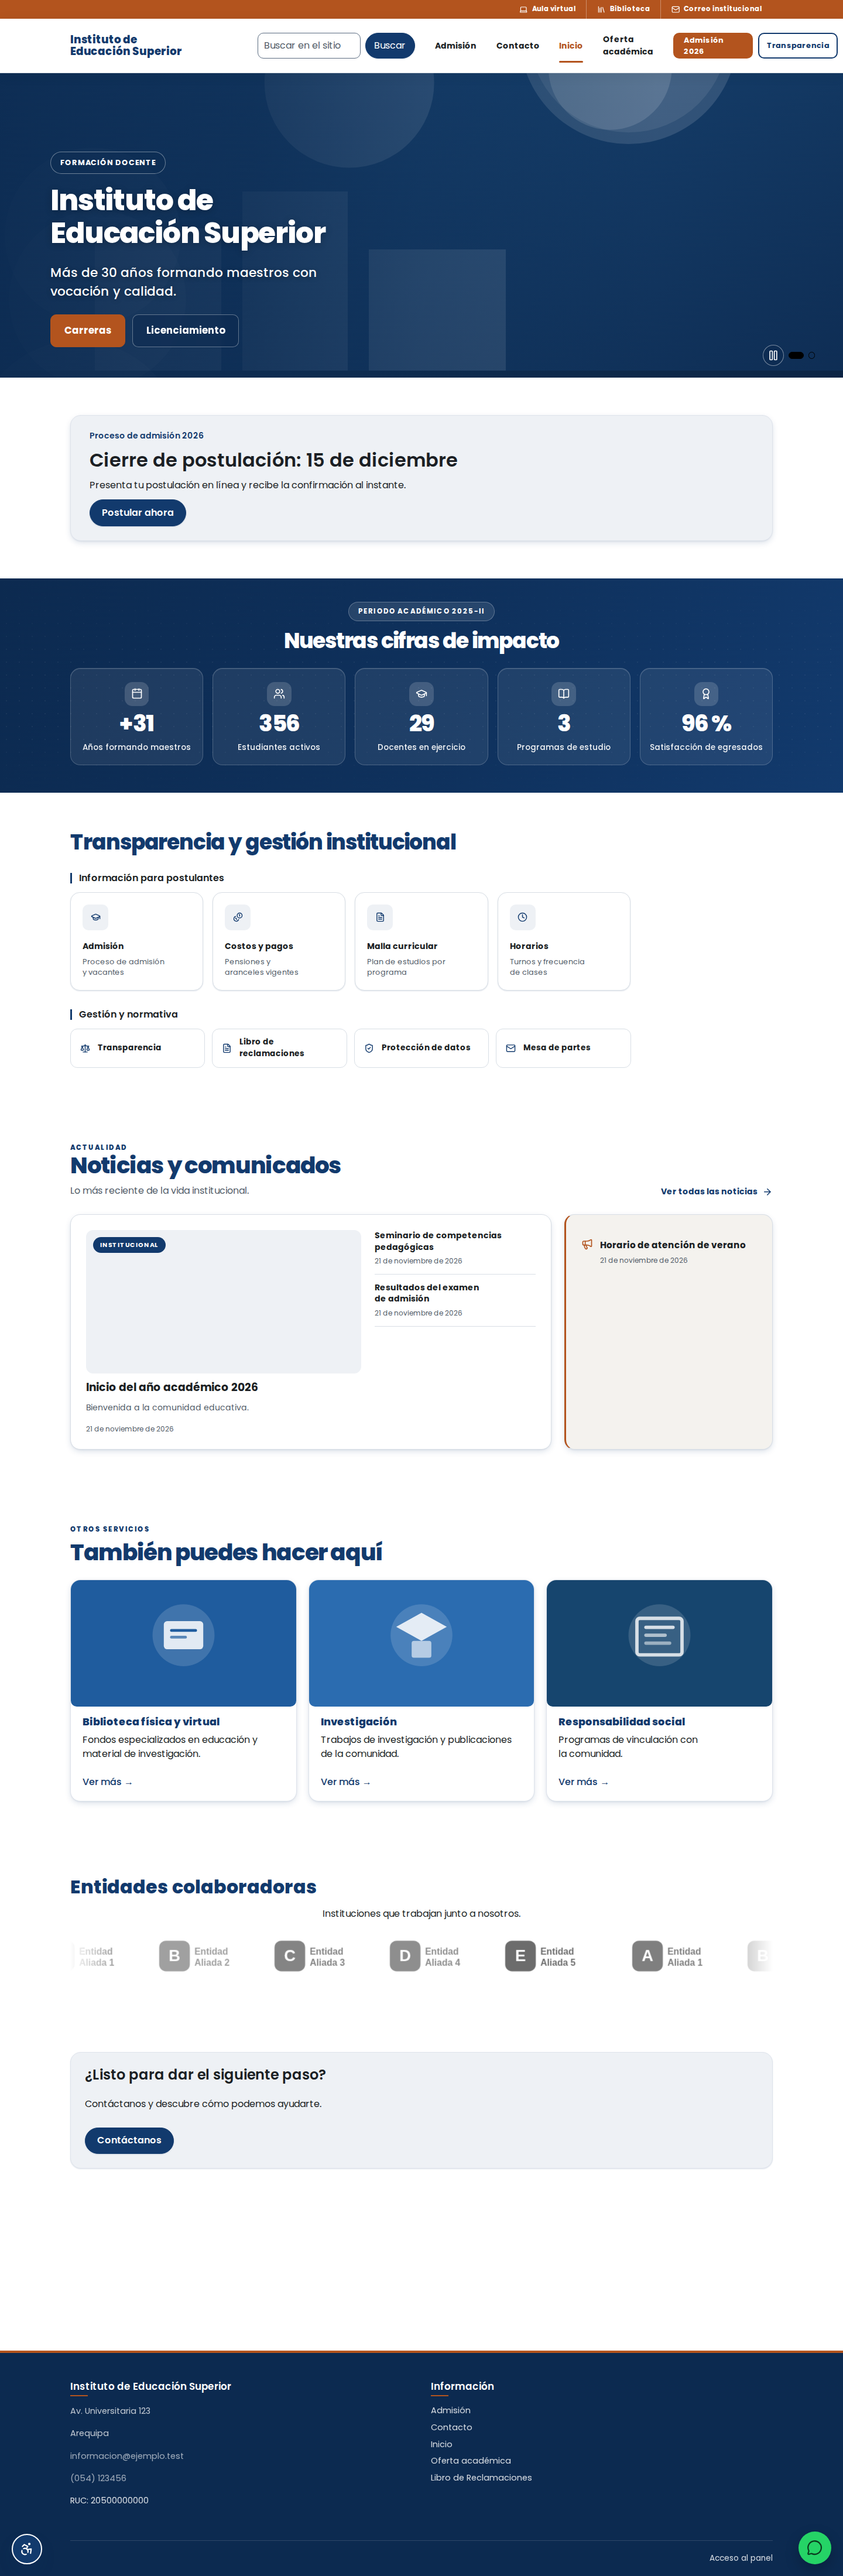 Aula virtual
Biblioteca
Correo institucional
Instituto de
Educación Superior
Buscar en el sitio
Buscar
Admisión
Contacto
Inicio
Oferta
académica
Admisión
2026
Transparencia
FORMACIÓN DOCENTE
Instituto de
Educación Superior
Más de 30 años formando maestros con
vocación y calidad.
Carreras
Licenciamiento
Proceso de admisión 2026
Cierre de postulación: 15 de diciembre
Presenta tu postulación en línea y recibe la confirmación al instante.
Postular ahora
PERIODO ACADÉMICO 2025-II
Nuestras cifras de impacto
+31
Años formando maestros
356
Estudiantes activos
29
Docentes en ejercicio
3
Programas de estudio
96 %
Satisfacción de egresados
Transparencia y gestión institucional
Información para postulantes
Admisión
Proceso de admisión
y vacantes
Costos y pagos
Pensiones y
aranceles vigentes
Malla curricular
Plan de estudios por
programa
Horarios
Turnos y frecuencia
de clases
Gestión y normativa
Transparencia
Libro de
reclamaciones
Protección de datos
Mesa de partes
ACTUALIDAD
Noticias y comunicados
Lo más reciente de la vida institucional.
Ver todas las noticias
INSTITUCIONAL
Inicio del año académico 2026
Bienvenida a la comunidad educativa.
21 de noviembre de 2026
Seminario de competencias
pedagógicas
21 de noviembre de 2026
Resultados del examen
de admisión
21 de noviembre de 2026
Horario de atención de verano
21 de noviembre de 2026
OTROS SERVICIOS
También puedes hacer aquí
Biblioteca física y virtual
Fondos especializados en educación y
material de investigación.
Ver más →
Investigación
Trabajos de investigación y publicaciones
de la comunidad.
Ver más →
Responsabilidad social
Programas de vinculación con
la comunidad.
Ver más →
Entidades colaboradoras
Instituciones que trabajan junto a nosotros.
Entidad
Aliada 1
B
Entidad
Aliada 2
C
Entidad
Aliada 3
D
Entidad
Aliada 4
E
Entidad
Aliada 5
A
Entidad
Aliada 1
B
¿Listo para dar el siguiente paso?
Contáctanos y descubre cómo podemos ayudarte.
Contáctanos
Instituto de Educación Superior
Av. Universitaria 123
Arequipa
informacion@ejemplo.test
(054) 123456
RUC: 20500000000
Información
Admisión
Contacto
Inicio
Oferta académica
Libro de Reclamaciones
Acceso al panel